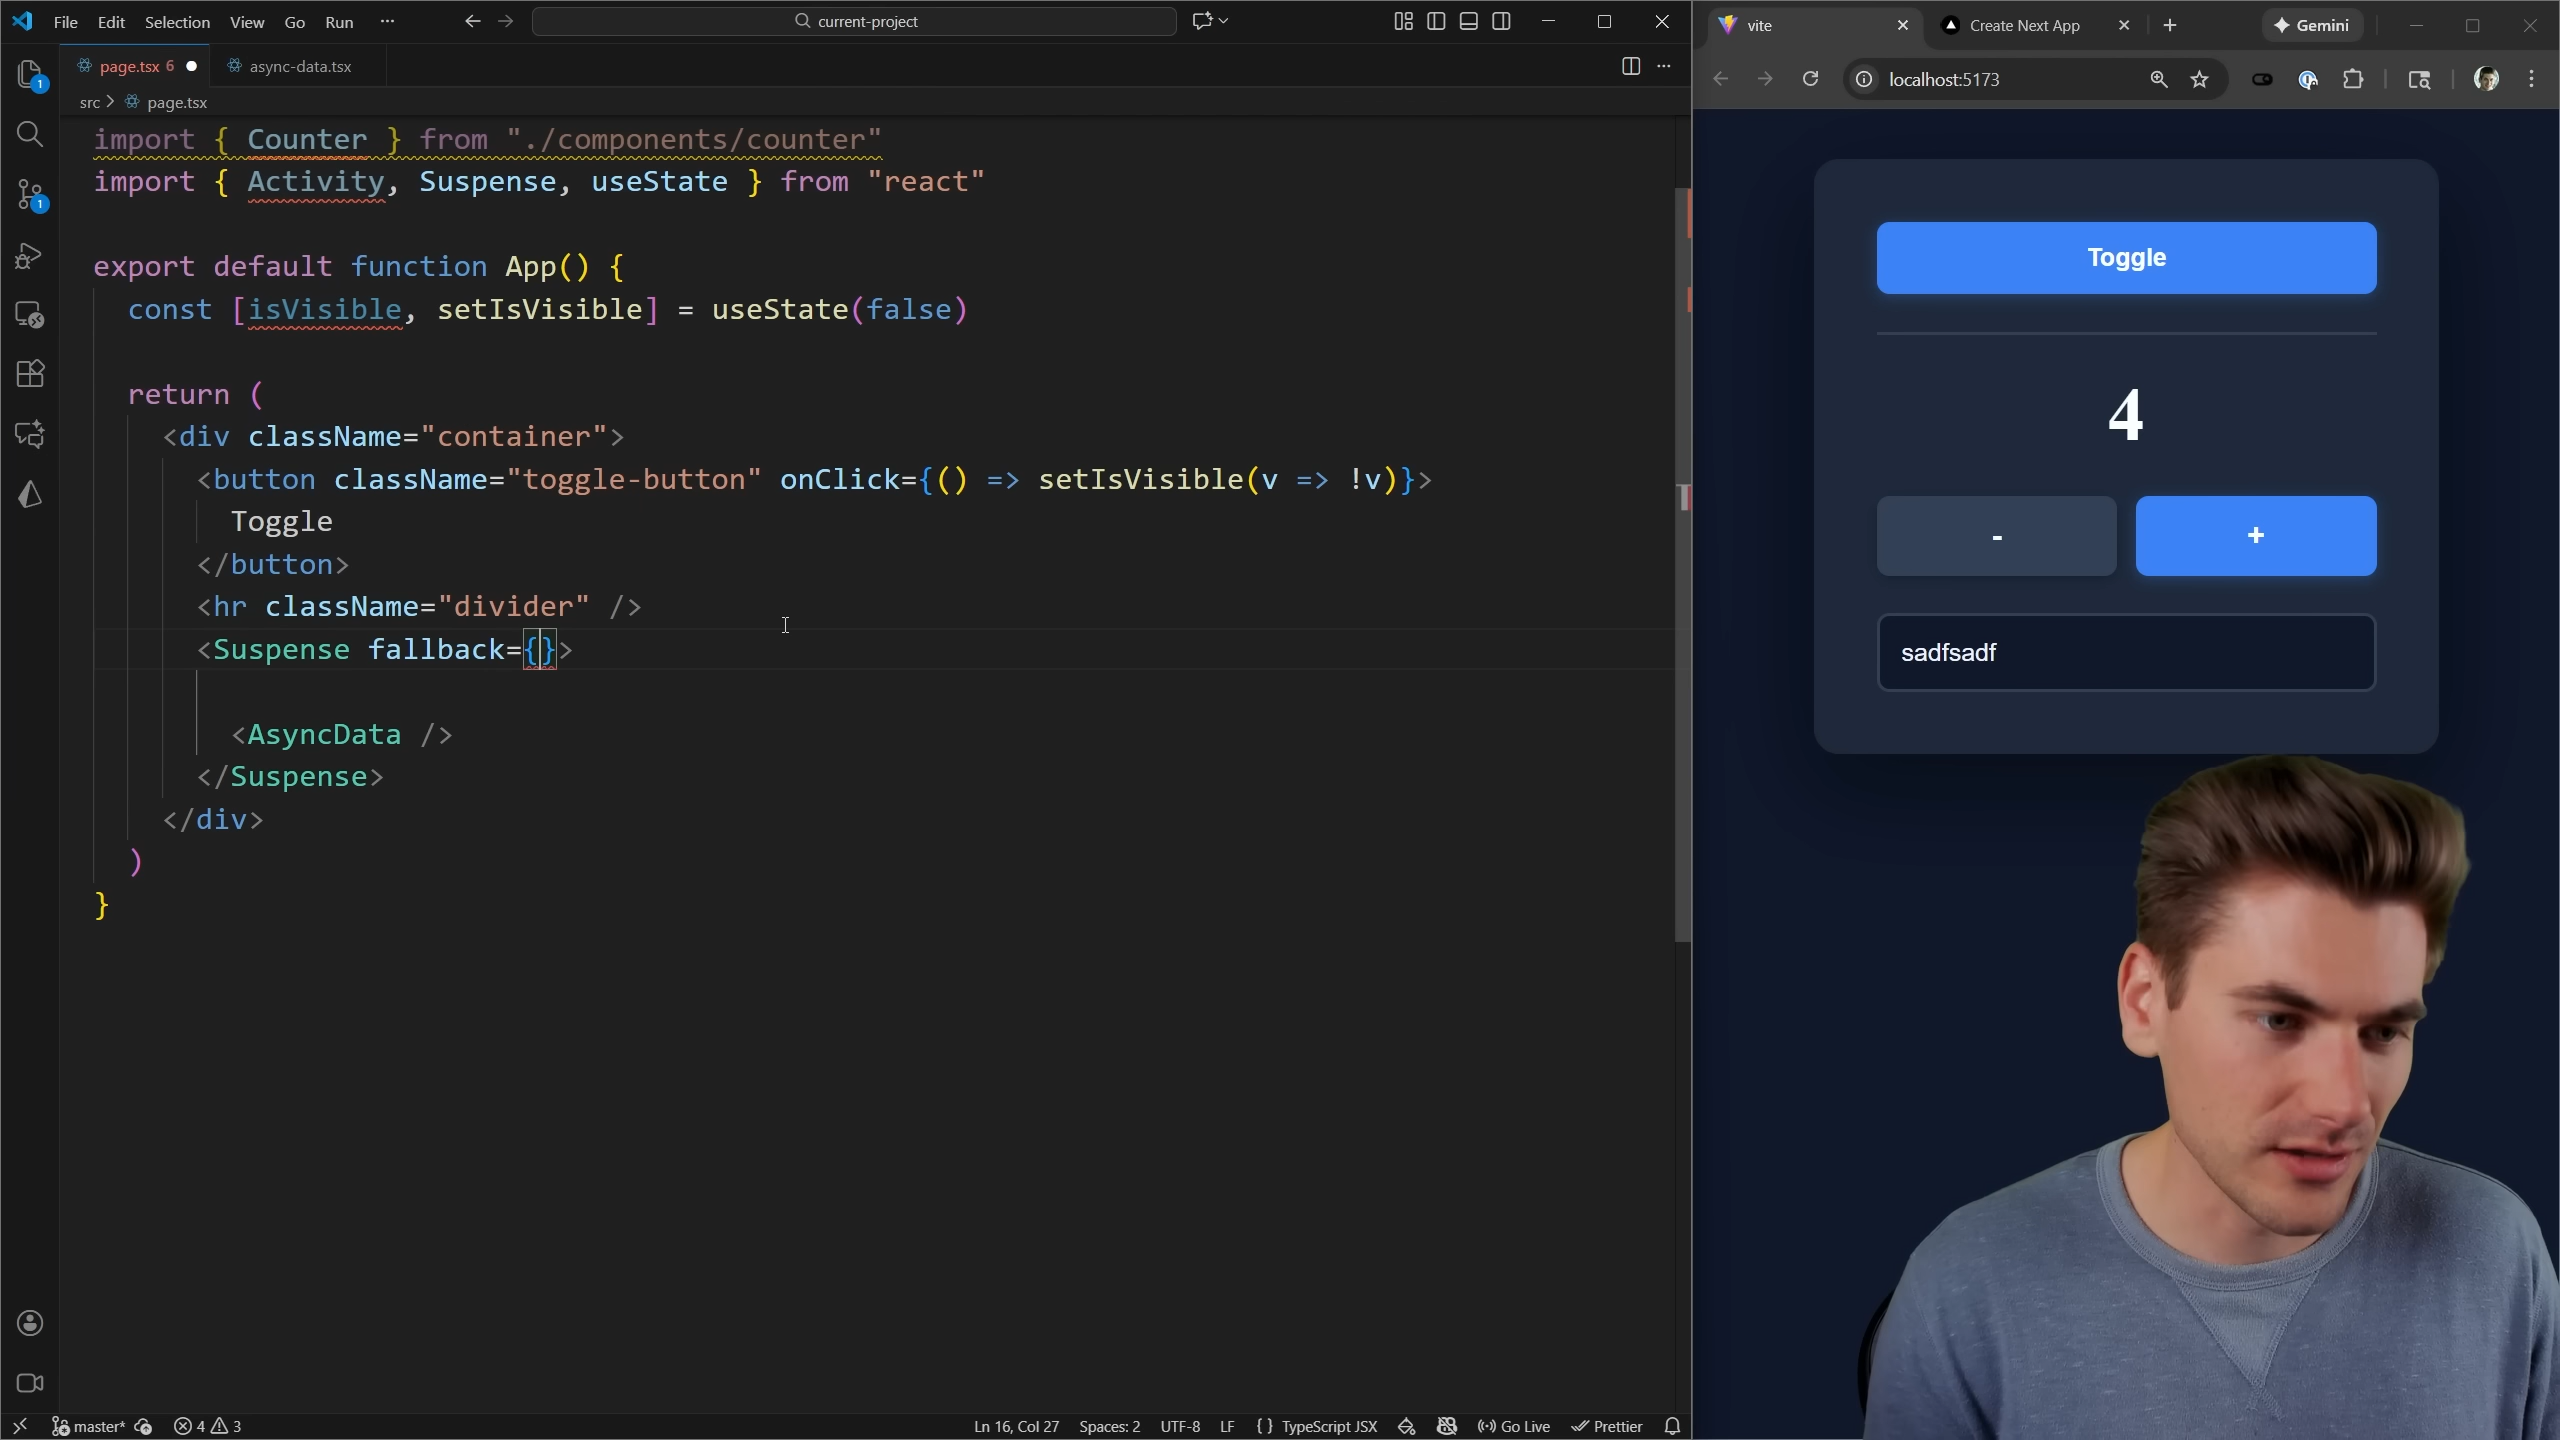 File Edit Selection View Go Run ··· current-project
page.tsx 6 async-data.tsx
src > page.tsx
import { Counter } from "./components/counter"
import { Activity, Suspense, useState } from "react"
export default function App() {
const [isVisible, setIsVisible] = useState(false)
return (
<div className="container">
<button className="toggle-button" onClick={() => setIsVisible(v => !v)}>
Toggle
</button>
<hr className="divider" />
<Suspense fallback={}>
<AsyncData />
</Suspense>
</div>
)
}
1
1
master* 4 3 Ln 16, Col 27 Spaces: 2 UTF-8 LF { } TypeScript JSX Go Live Prettier
vite Create Next App Gemini
localhost:5173
Toggle
4
- +
sadfsadf